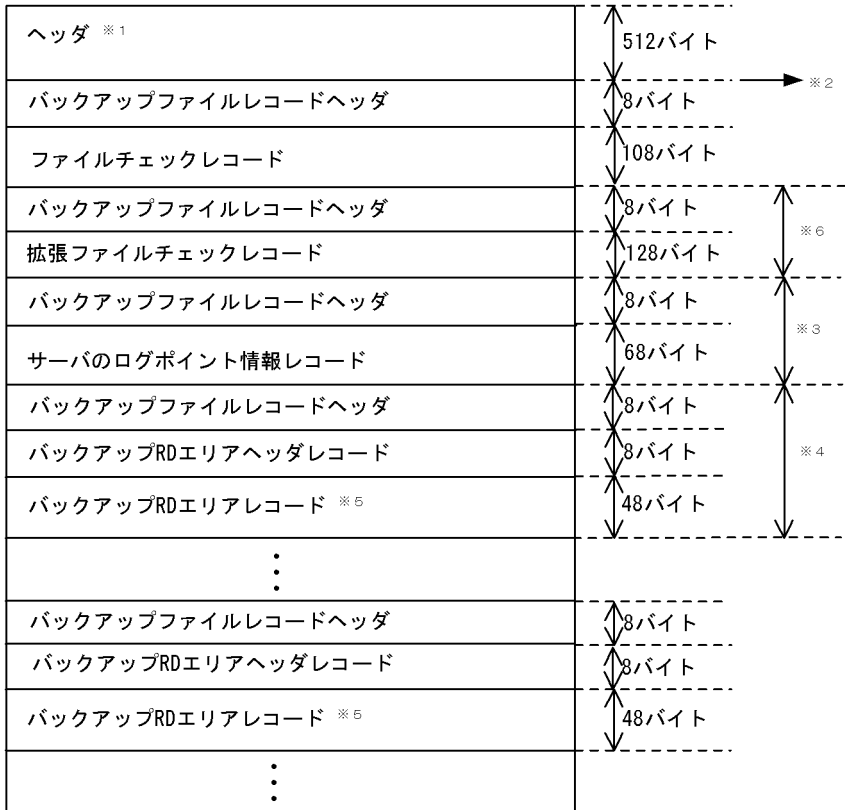 ヘッダ ※1
512バイト
※2
バックアップファイルレコードヘッダ
8バイト
ファイルチェックレコード
108バイト
バックアップファイルレコードヘッダ
8バイト
※6
拡張ファイルチェックレコード
128バイト
バックアップファイルレコードヘッダ
8バイト
※3
サーバのログポイント情報レコード
68バイト
バックアップファイルレコードヘッダ
8バイト
バックアップRDエリアヘッダレコード
8バイト
※4
バックアップRDエリアレコード ※5
48バイト
バックアップファイルレコードヘッダ
8バイト
バックアップRDエリアヘッダレコード
8バイト
バックアップRDエリアレコード ※5
48バイト